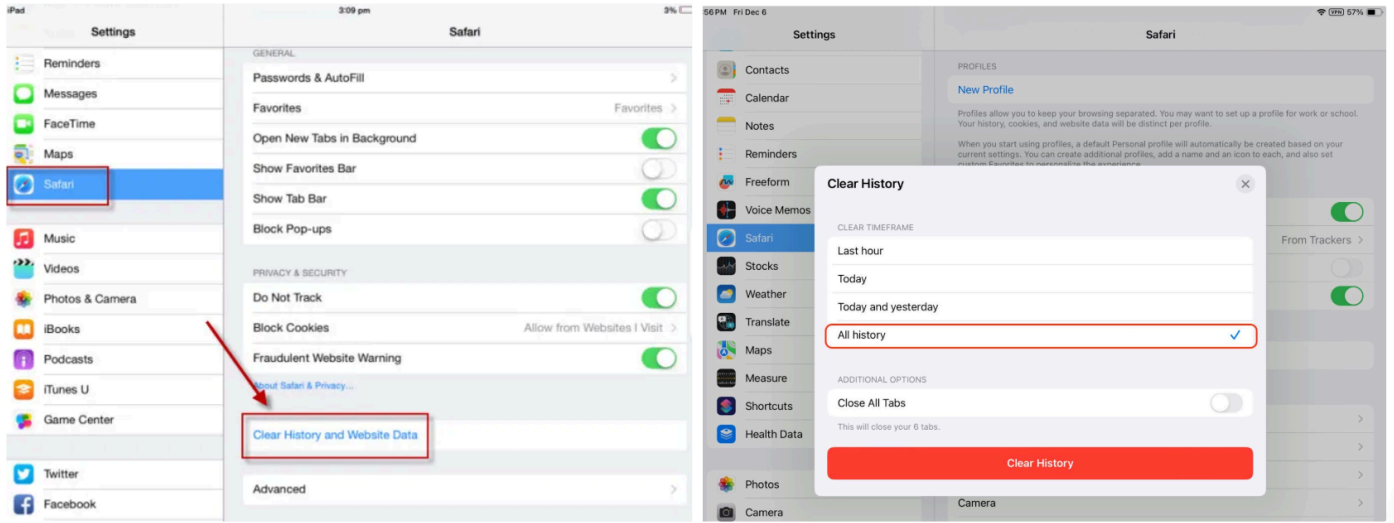 iPad 3:09 pm 3%
Settings
Safari
Reminders
Messages
FaceTime
Maps
Safari
Music
Videos
Photos & Camera
iBooks
Podcasts
iTunes U
Game Center
Twitter
Facebook
GENERAL
Passwords & AutoFill
Favorites Favorites
Open New Tabs in Background
Show Favorites Bar
Show Tab Bar
Block Pop-ups
PRIVACY & SECURITY
Do Not Track
Block Cookies Allow from Websites I Visit
Fraudulent Website Warning
About Safari & Privacy...
Clear History and Website Data
Advanced
56 PM Fri Dec 6 VPN 57%
Settings
Safari
Contacts
Calendar
Notes
Reminders
Freeform
Voice Memos
Safari
Stocks
Weather
Translate
Maps
Measure
Shortcuts
Health Data
Photos
Camera
PROFILES
New Profile
Profiles allow you to keep your browsing separated. You may want to set up a profile for work or school.
Your history, cookies, and website data will be distinct per profile.
When you start using profiles, a default Personal profile will automatically be created based on your
current settings. You can create additional profiles, add a name and an icon to each, and also set
custom Favorites to personalize the experience.
From Trackers
Clear History
CLEAR TIMEFRAME
Last hour
Today
Today and yesterday
All history
ADDITIONAL OPTIONS
Close All Tabs
This will close your 6 tabs.
Clear History
Camera